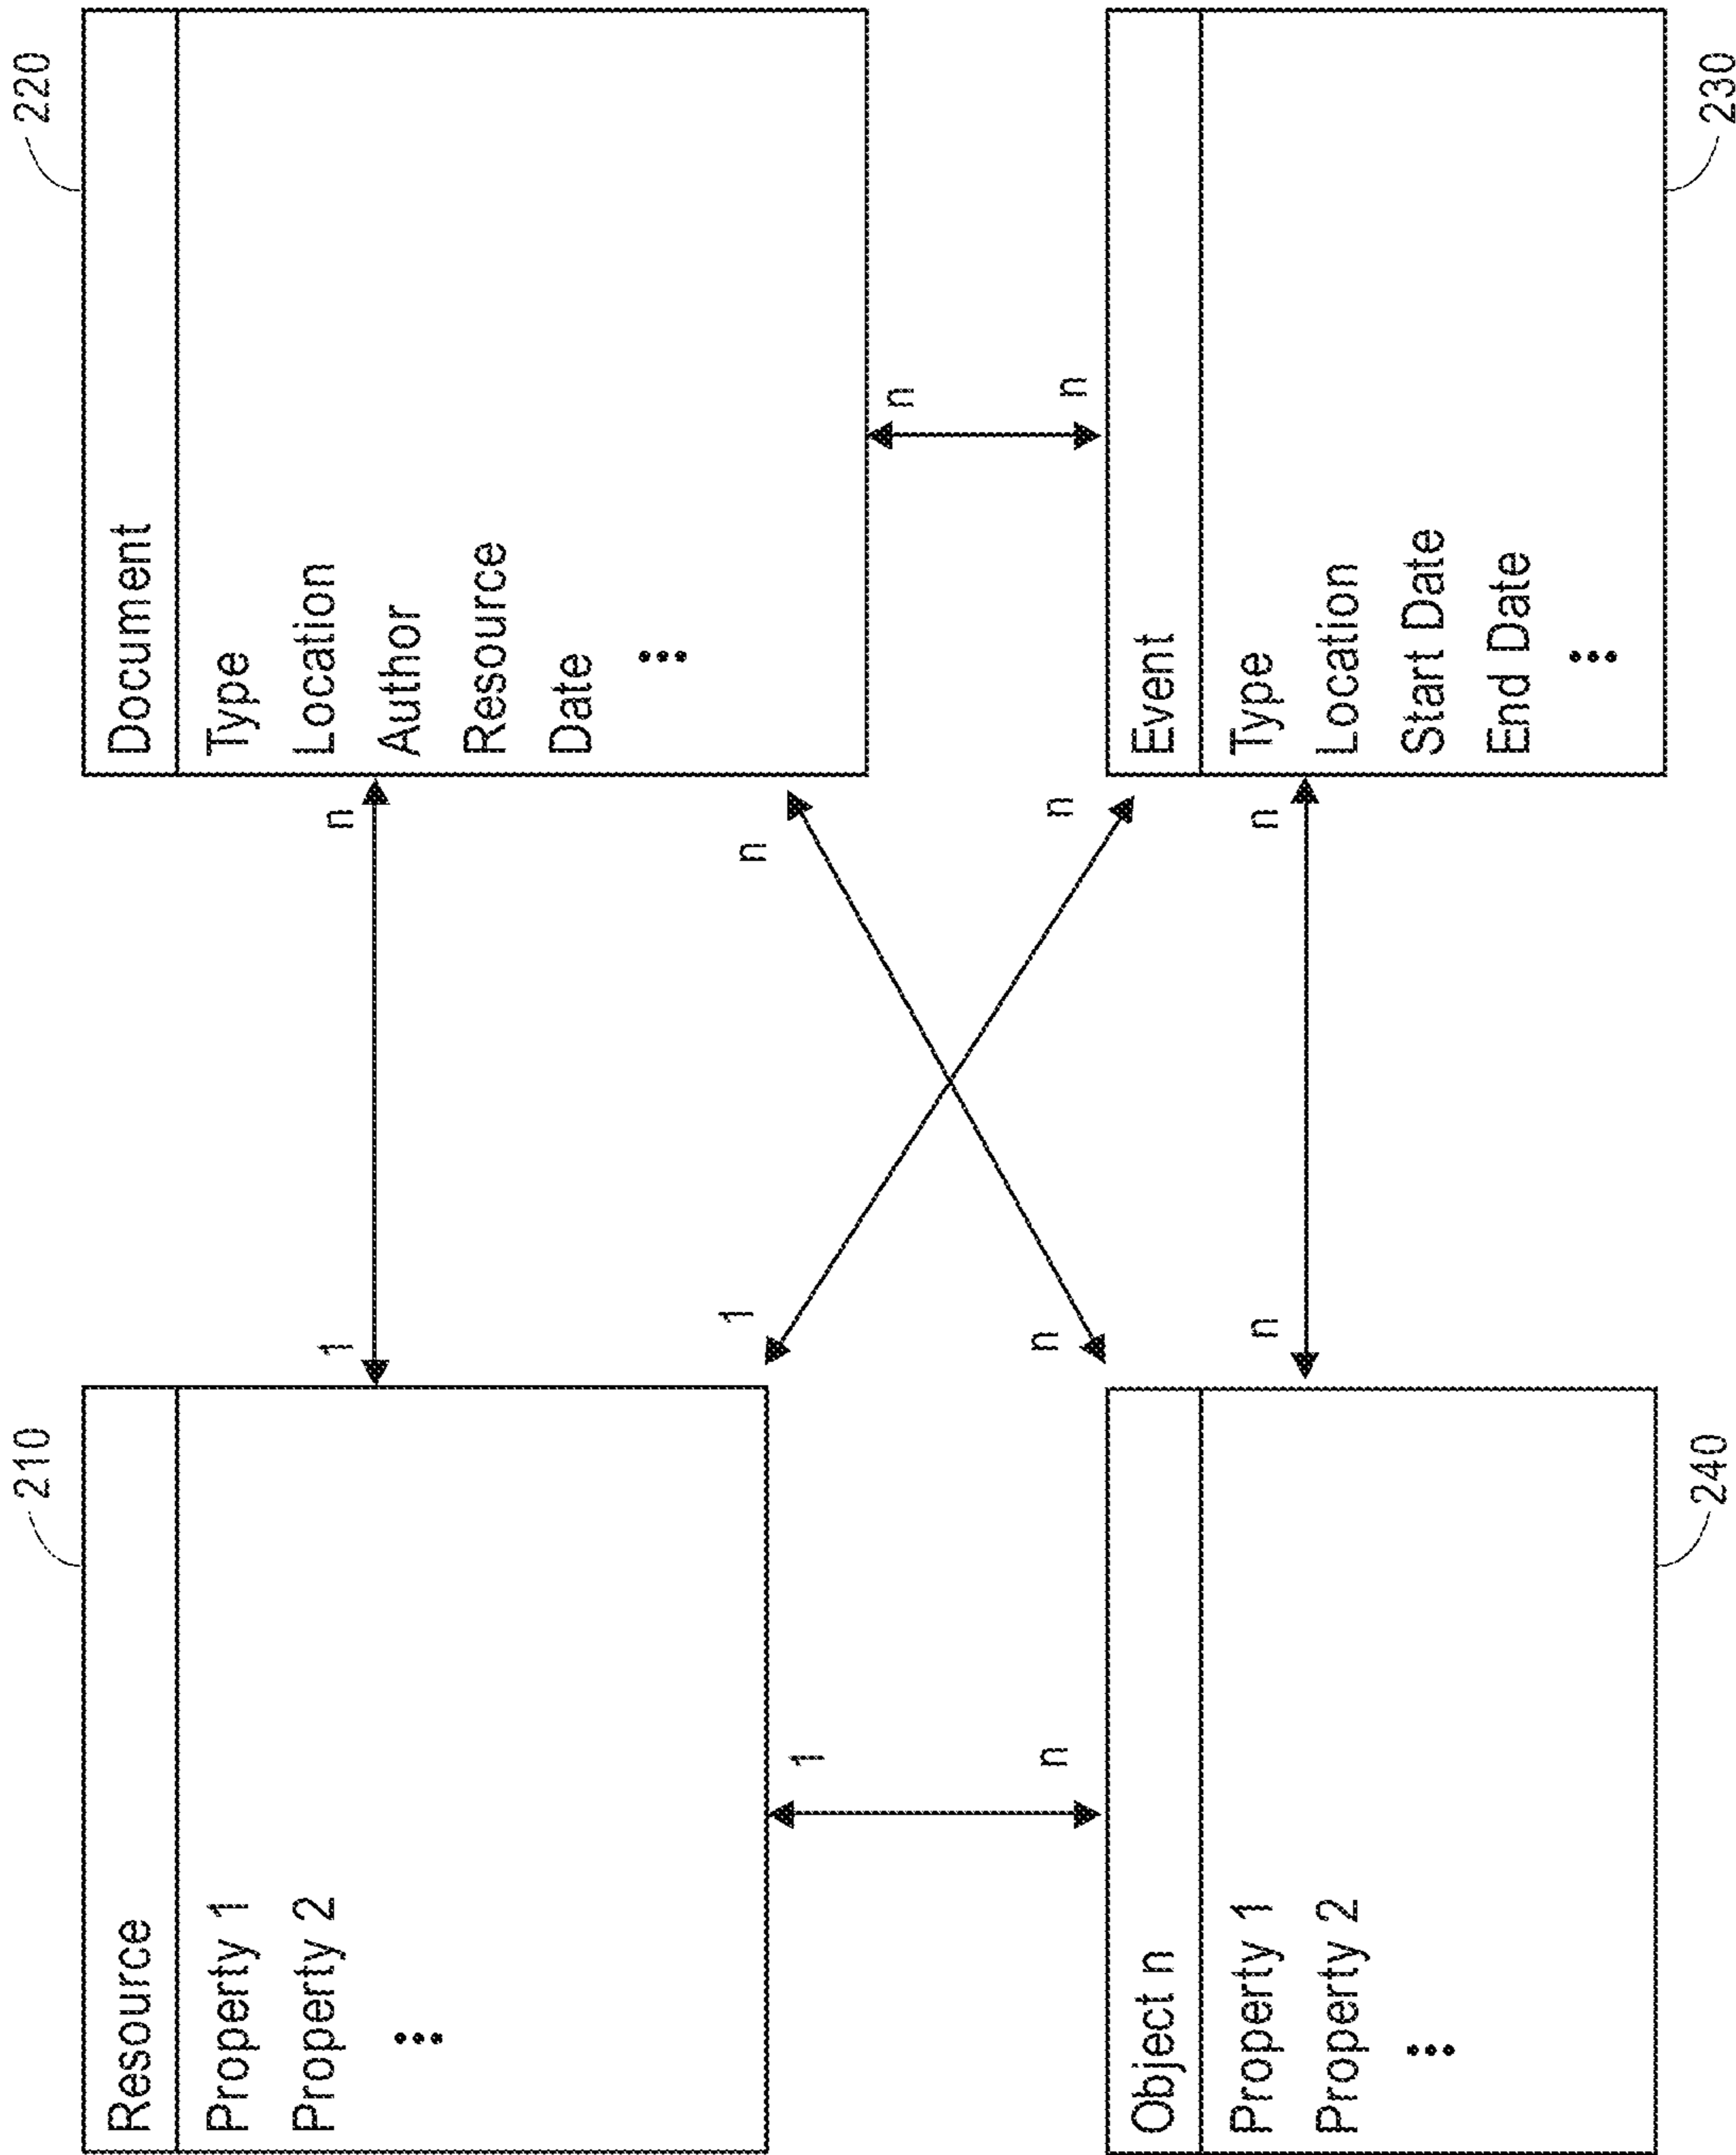 210
220
Resource
Property 1
Property 2
⋮
1
n
Document
Type
Location
Author
Resource
Date
⋮
1
n
1
n
n
n
n
n
Object n
Property 1
Property 2
⋮
n
n
Event
Type
Location
Start Date
End Date
⋮
240
230